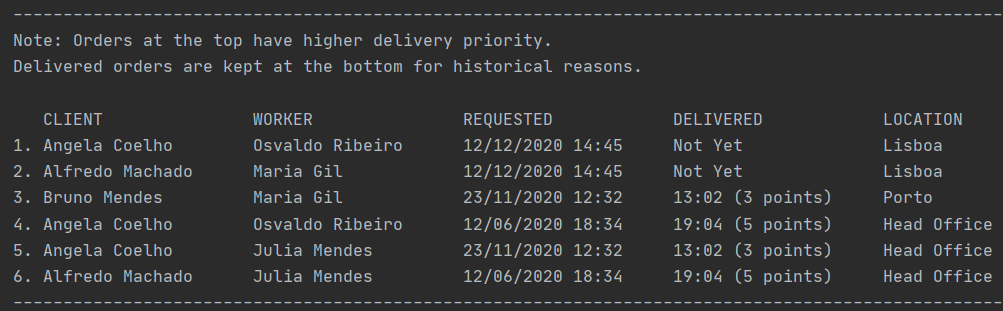 Note: Orders at the top have higher delivery priority.
Delivered orders are kept at the bottom for historical reasons.
CLIENT WORKER REQUESTED DELIVERED LOCATION
1. Angela Coelho Osvaldo Ribeiro 12/12/2020 14:45 Not Yet Lisboa
2. Alfredo Machado Maria Gil 12/12/2020 14:45 Not Yet Lisboa
3. Bruno Mendes Maria Gil 23/11/2020 12:32 13:02 (3 points) Porto
4. Angela Coelho Osvaldo Ribeiro 12/06/2020 18:34 19:04 (5 points) Head Office
5. Angela Coelho Julia Mendes 23/11/2020 12:32 13:02 (3 points) Head Office
6. Alfredo Machado Julia Mendes 12/06/2020 18:34 19:04 (5 points) Head Office